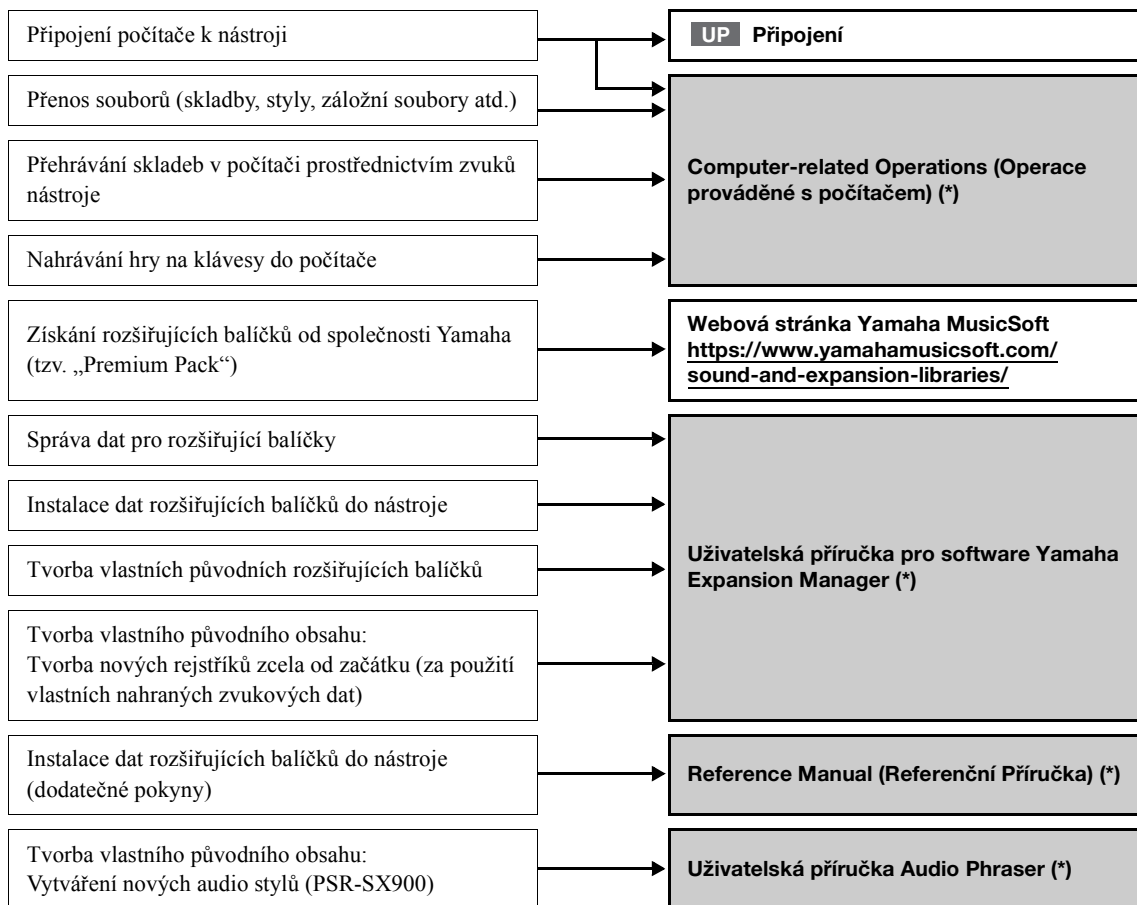 Připojení počítače k nástroji
UP Připojení
Přenos souborů (skladby, styly, záložní soubory atd.)
Přehrávání skladeb v počítači prostřednictvím zvuků
nástroje
Nahrávání hry na klávesy do počítače
Computer-related Operations (Operace
prováděné s počítačem) (*)
Získání rozšiřujících balíčků od společnosti Yamaha
(tzv. „Premium Pack“)
Webová stránka Yamaha MusicSoft
https://www.yamahamusicsoft.com/
sound-and-expansion-libraries/
Správa dat pro rozšiřující balíčky
Instalace dat rozšiřujících balíčků do nástroje
Tvorba vlastních původních rozšiřujících balíčků
Tvorba vlastního původního obsahu:
Tvorba nových rejstříků zcela od začátku (za použití
vlastních nahraných zvukových dat)
Uživatelská příručka pro software Yamaha
Expansion Manager (*)
Instalace dat rozšiřujících balíčků do nástroje
(dodatečné pokyny)
Reference Manual (Referenční Příručka) (*)
Tvorba vlastního původního obsahu:
Vytváření nových audio stylů (PSR-SX900)
Uživatelská příručka Audio Phraser (*)